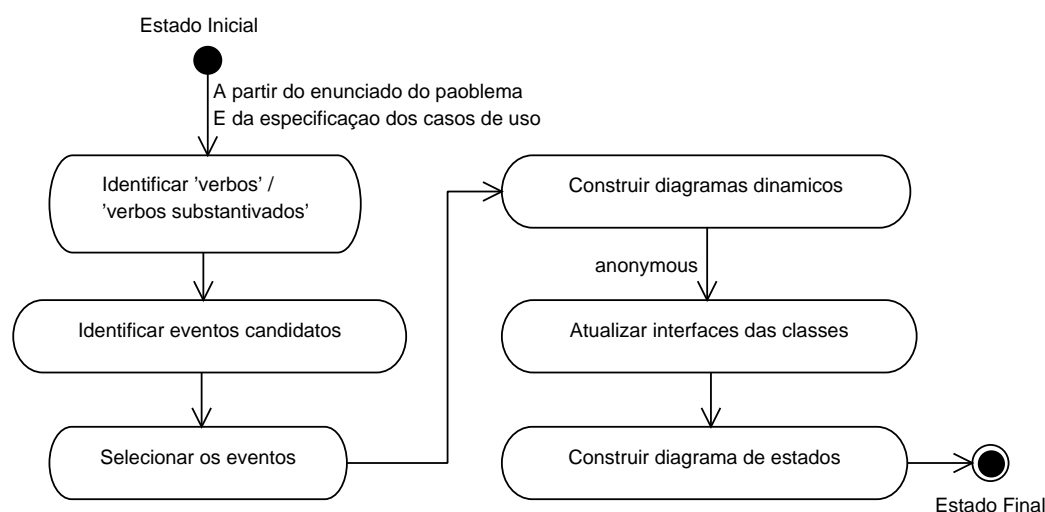 Estado Inicial
A partir do enunciado do paoblema
E da especificaçao dos casos de uso
Identificar ’verbos’ /
’verbos substantivados’
Identificar eventos candidatos
Selecionar os eventos
Construir diagramas dinamicos
anonymous
Atualizar interfaces das classes
Construir diagrama de estados
Estado Final